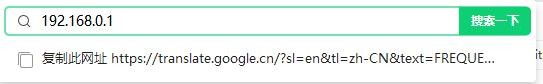 192.168.0.1 搜索一下
复制此网址 https://translate.google.cn/?sl=en&tl=zh-CN&text=FREQUE...
it